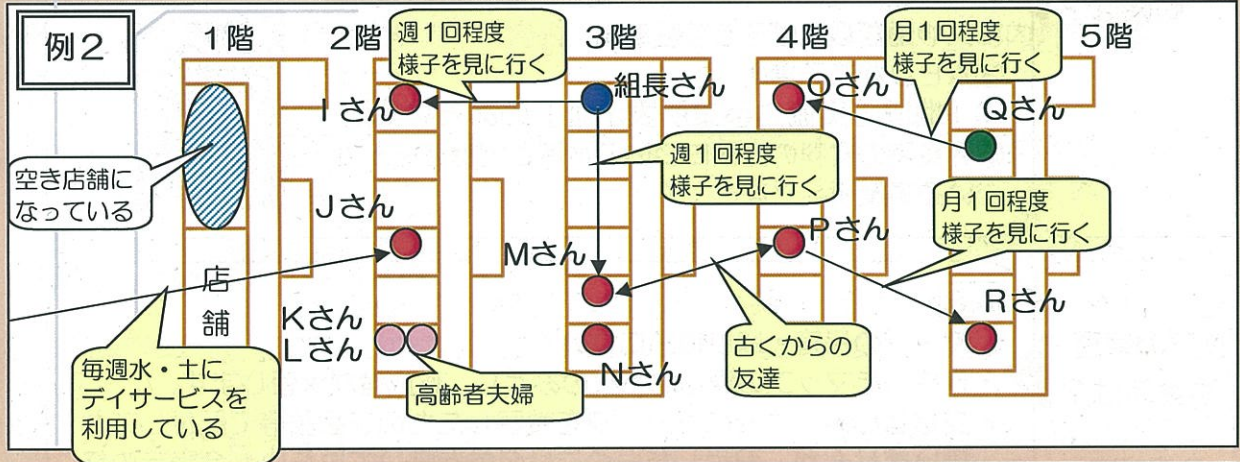 例2
1階
2階
3階
4階
5階
週1回程度
様子を見に行く
月1回程度
様子を見に行く
Iさん
組長さん
Oさん
Qさん
空き店舗に
なっている
週1回程度
様子を見に行く
月1回程度
様子を見に行く
Jさん
Mさん
Pさん
店
舗
Kさん
Lさん
Rさん
毎週水・土に
デイサービスを
利用している
高齢者夫婦
Nさん
古くからの
友達